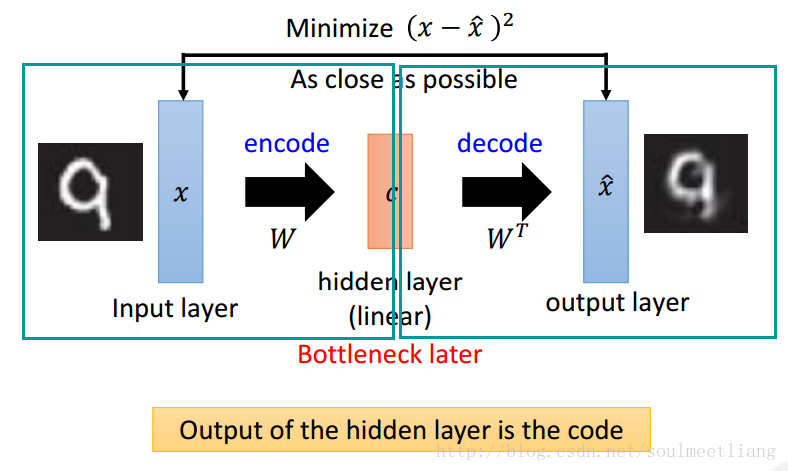 Minimize (x − x̂)²
As close as possible
encode
decode
x
c
x̂
W
Wᵀ
Input layer
hidden layer
(linear)
output layer
Bottleneck later
Output of the hidden layer is the code
http://blog.csdn.net/soulmeetliang